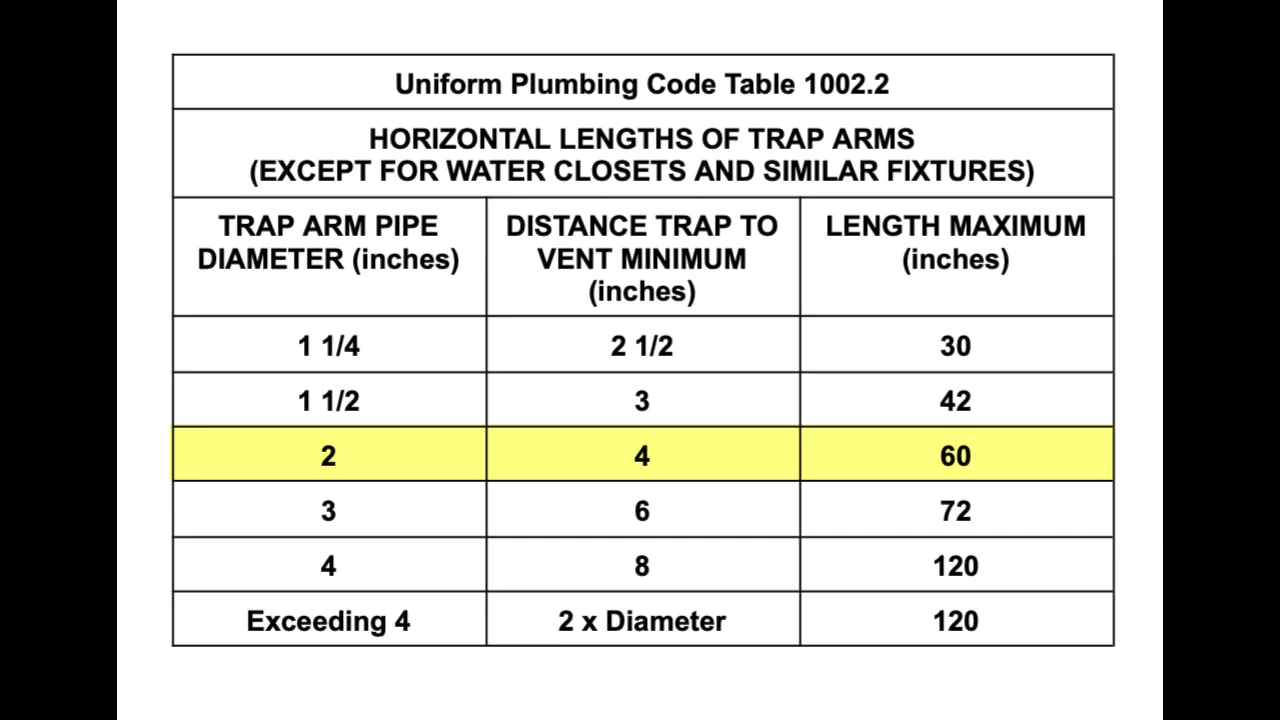 Uniform Plumbing Code Table 1002.2
HORIZONTAL LENGTHS OF TRAP ARMS
(EXCEPT FOR WATER CLOSETS AND SIMILAR FIXTURES)
TRAP ARM PIPE
DIAMETER (inches)
DISTANCE TRAP TO
VENT MINIMUM
(inches)
LENGTH MAXIMUM
(inches)
1 1/4 2 1/2 30
1 1/2 3 42
2 4 60
3 6 72
4 8 120
Exceeding 4 2 x Diameter 120